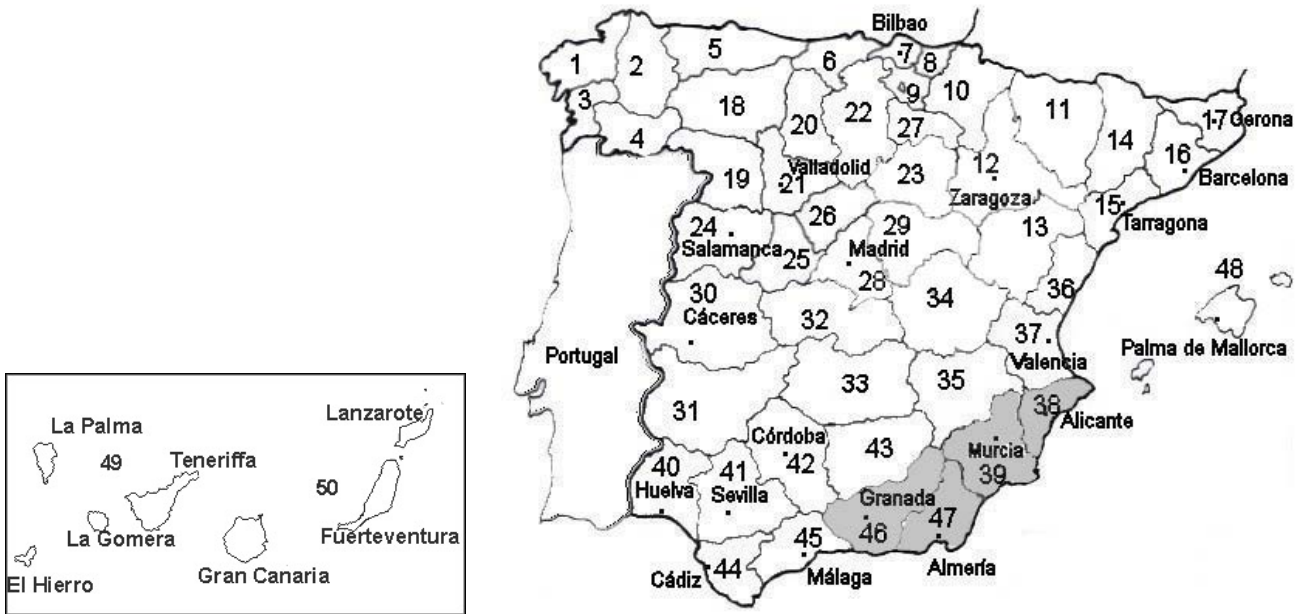 Bilbao
5
7
8
1
2
6
9
10
11
3
18
20
22
27
14
17
Gerona
4
16
12
Valladolid
19
21
23
Barcelona
Zaragoza
15
24
26
29
13
Tarragona
Salamanca
Madrid
48
25
28
30
34
36
Cáceres
32
37
Portugal
Valencia
Palma de Mallorca
33
35
31
38
Lanzarote
Alicante
La Palma
Córdoba
Murcia
49
Teneriffa
40
41
42
43
39
50
Huelva
Sevilla
Granada
47
46
La Gomera
Fuerteventura
45
El Hierro
Gran Canaria
Cádiz
44
Málaga
Almería